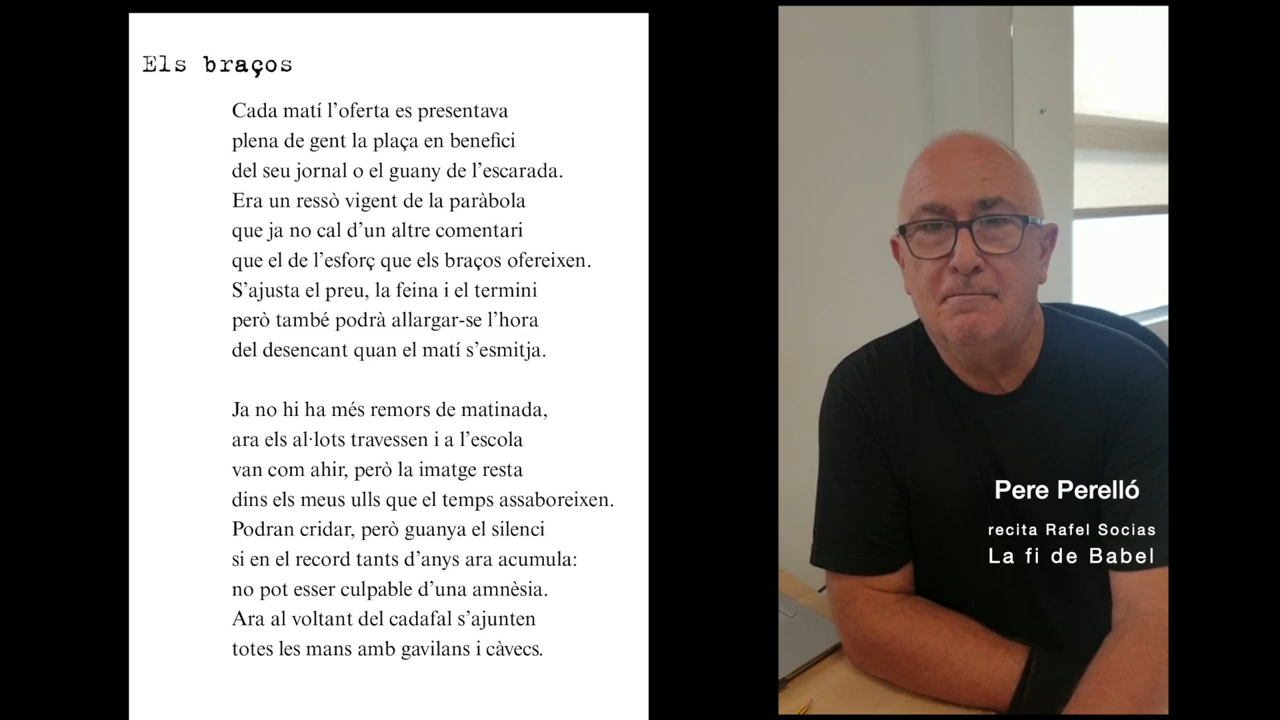 Els braços
Cada matí l’oferta es presentava
plena de gent la plaça en benefici
del seu jornal o el guany de l’escarada.
Era un ressò vigent de la paràbola
que ja no cal d’un altre comentari
que el de l’esforç que els braços ofereixen.
S’ajusta el preu, la feina i el termini
però també podrà allargar-se l’hora
del desencant quan el matí s’esmitja.
Ja no hi ha més remors de matinada,
ara els al·lots travessen i a l’escola
van com ahir, però la imatge resta
dins els meus ulls que el temps assaboreixen.
Podran cridar, però guanya el silenci
si en el record tants d’anys ara acumula:
no pot esser culpable d’una amnèsia.
Ara al voltant del cadafal s’ajunten
totes les mans amb gavilans i càvecs.
Pere Perelló
recita Rafel Socias
La fi de Babel